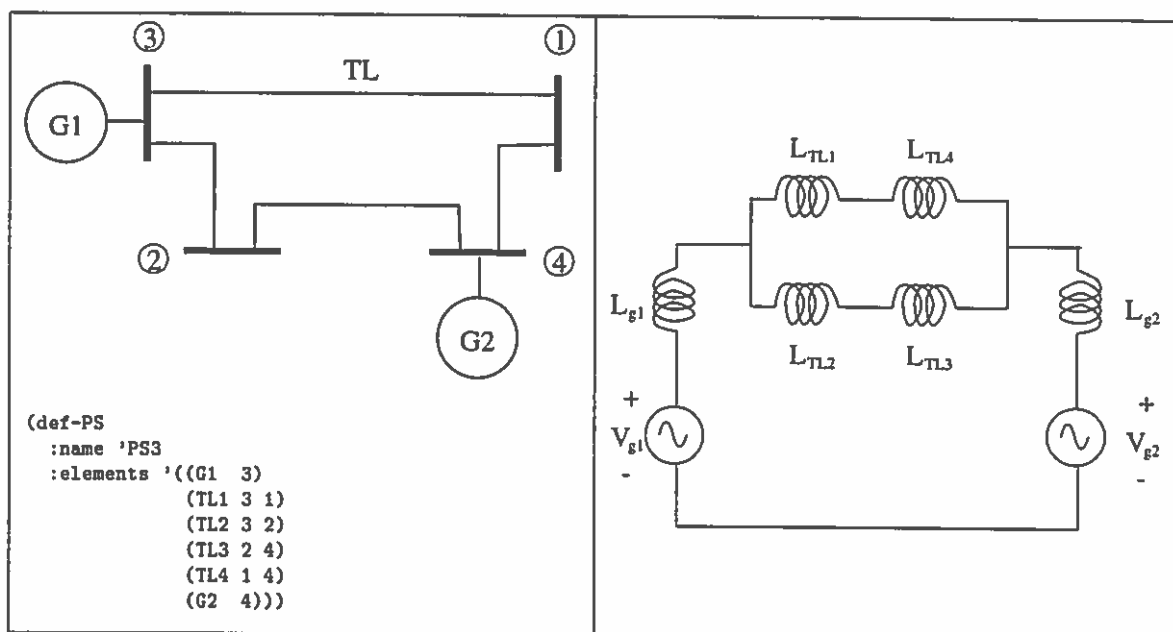 ③
①
TL
G1
②
④
G2
(def-PS
:name 'PS3
:elements '((G1 3)
(TL1 3 1)
(TL2 3 2)
(TL3 2 4)
(TL4 1 4)
(G2 4)))
L_TL1
L_TL4
L_g1
L_g2
L_TL2
L_TL3
+
V_g1
-
+
V_g2
-